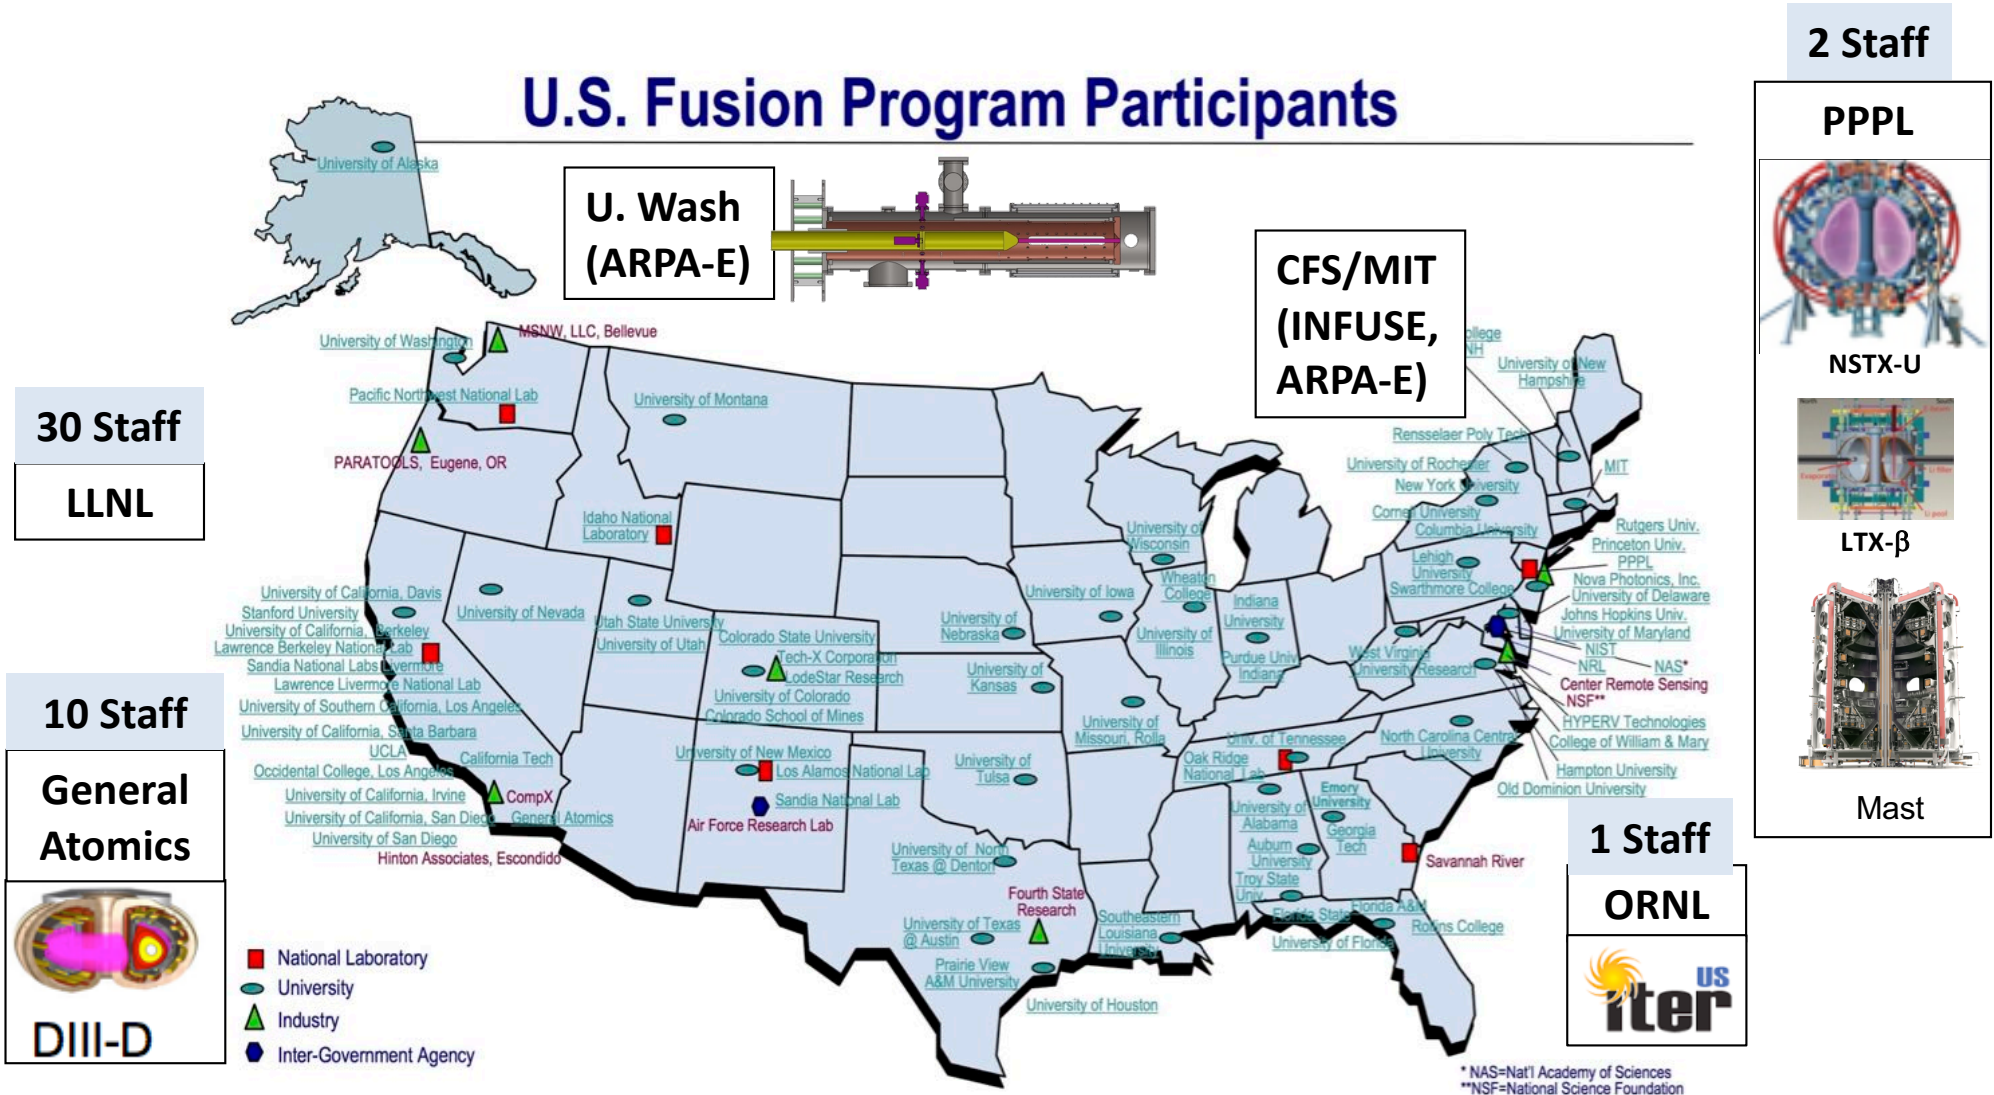 U.S. Fusion Program Participants
2 Staff
PPPL
NSTX-U
North
South
LTX-β
Mast
University of Alaska
U. Wash
(ARPA-E)
CFS/MIT
(INFUSE,
ARPA-E)
30 Staff
LLNL
10 Staff
General
Atomics
DIII-D
1 Staff
ORNL
US
iter
University of Washington
MSNW, LLC, Bellevue
Pacific Northwest National Lab
PARATOOLS, Eugene, OR
University of Montana
Idaho National
Laboratory
University of California, Davis
Stanford University
University of California, Berkeley
Lawrence Berkeley National Lab
Sandia National Labs Livermore
Lawrence Livermore National Lab
University of Southern California, Los Angeles
University of California, Santa Barbara
UCLA
California Tech
Occidental College, Los Angeles
University of California, Irvine
CompX
University of California, San Diego
General Atomics
University of San Diego
Hinton Associates, Escondido
University of Nevada
Utah State University
University of Utah
Colorado State University
Tech-X Corporation
LodeStar Research
University of Colorado
Colorado School of Mines
University of New Mexico
Los Alamos National Lab
Sandia National Lab
Air Force Research Lab
University of
Nebraska
University of
Kansas
University of
Tulsa
University of North
Texas @ Denton
Fourth State
Research
University of Texas
@ Austin
Prairie View
A&M University
University of Houston
University of Iowa
University of
Wisconsin
Wheaton
College
University of
Illinois
Indiana
University
Purdue Univ.
Indiana
University of
Missouri, Rolla
Univ. of Tennessee
Oak Ridge
National Lab
University of
Alabama
Emory
University
Georgia
Tech
Auburn
University
Troy State
Univ.
Southeastern
Louisiana
University
Florida State
Florida A&M
University of Florida
Rollins College
Savannah River
North Carolina Central
University
West Virginia
University Research
ollege
NH
University of New
Hampshire
Rensselaer Poly Tech
University of Rochester
MIT
New York University
Cornell University
Columbia University
Rutgers Univ.
Princeton Univ.
PPPL
Lehigh
University
Swarthmore College
Nova Photonics, Inc.
University of Delaware
Johns Hopkins Univ.
University of Maryland
NIST
NRL
NAS*
Center Remote Sensing
NSF**
HYPERV Technologies
College of William & Mary
Hampton University
Old Dominion University
National Laboratory
University
Industry
Inter-Government Agency
* NAS=Nat'l Academy of Sciences
**NSF=National Science Foundation